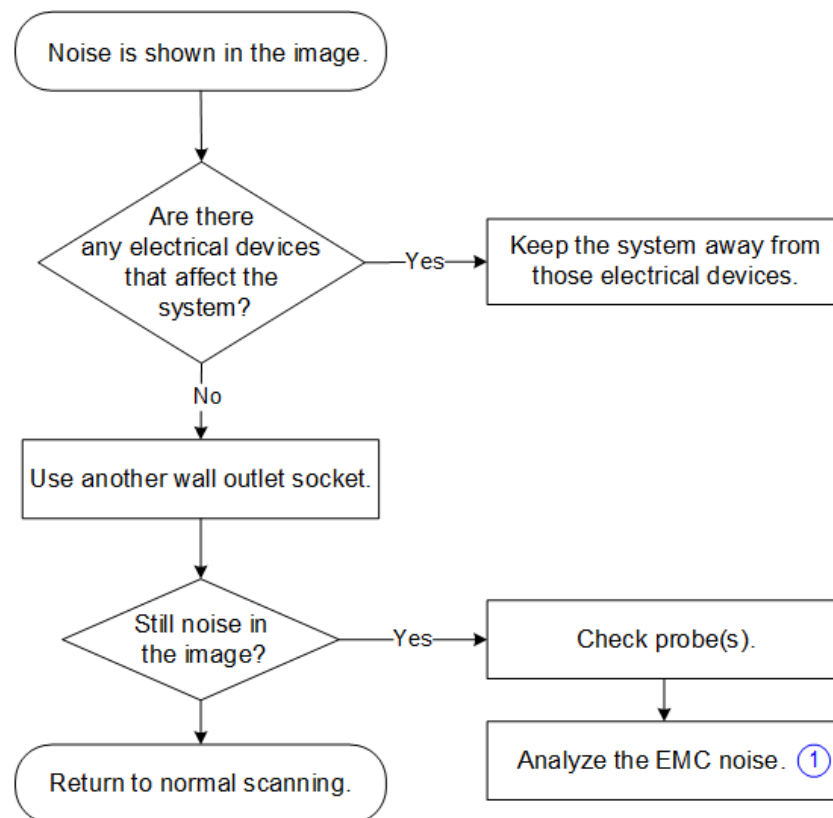 Noise is shown in the image.
Are there
any electrical devices
that affect the
system?
Yes
Keep the system away from
those electrical devices.
No
Use another wall outlet socket.
Still noise in
the image?
Yes
Check probe(s).
Analyze the EMC noise. 1
Return to normal scanning.